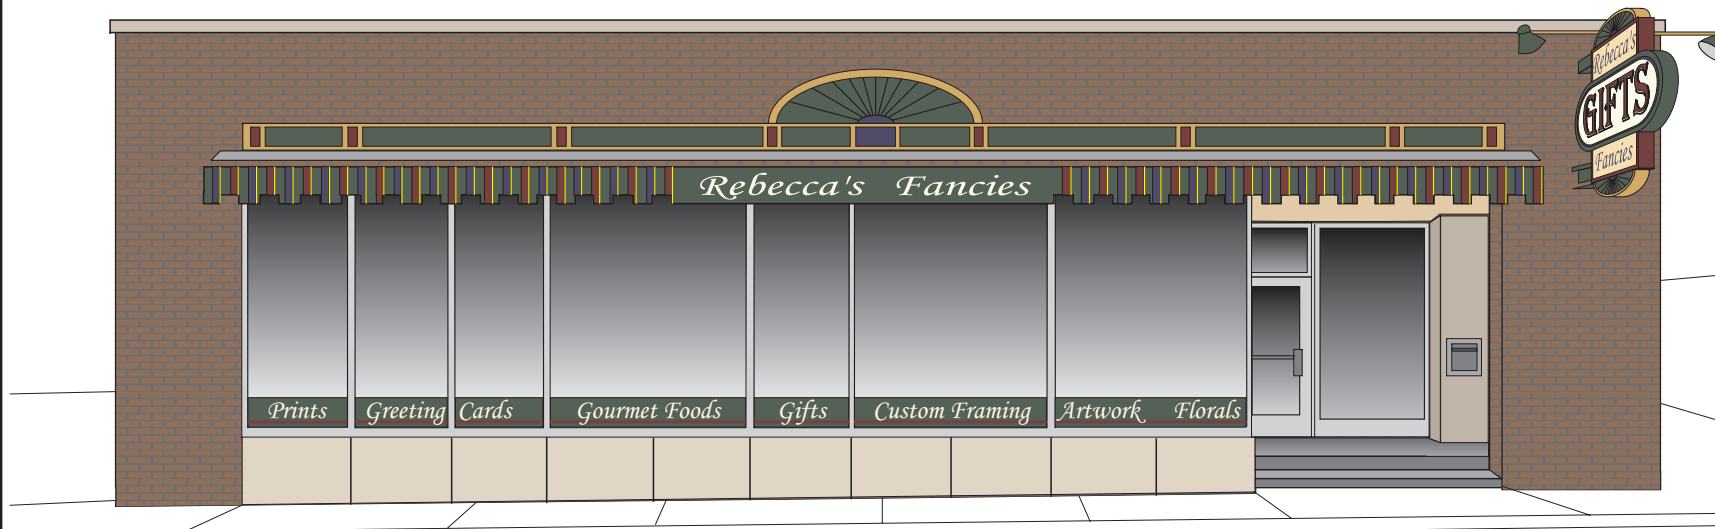 Rebecca's
GIFTS
Fancies
Rebecca's Fancies
Prints Greeting Cards Gourmet Foods Gifts Custom Framing Artwork Florals